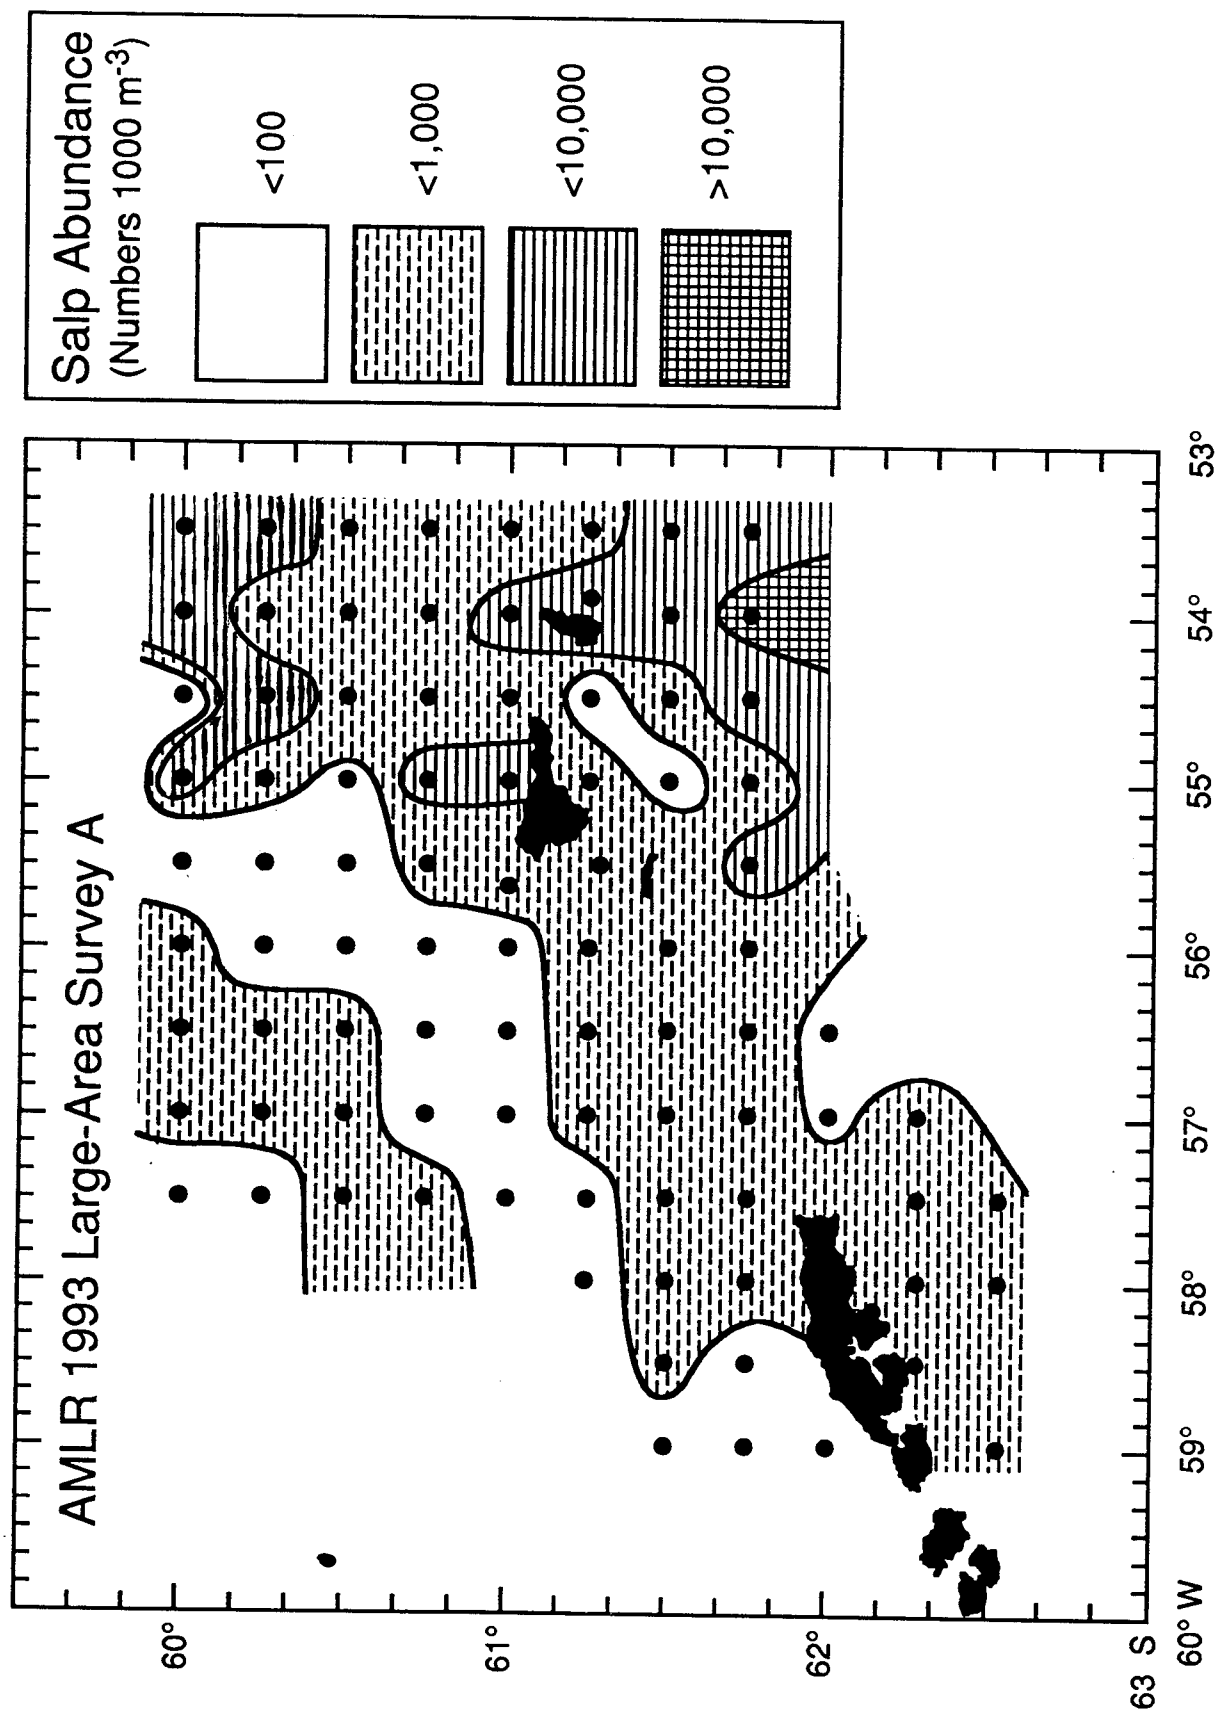 AMLR 1993 Large-Area Survey A
60°
61°
62°
63 S
60° W
59°
58°
57°
56°
55°
54°
53°
Salp Abundance
(Numbers 1000 m-3)
<100
<1,000
<10,000
>10,000